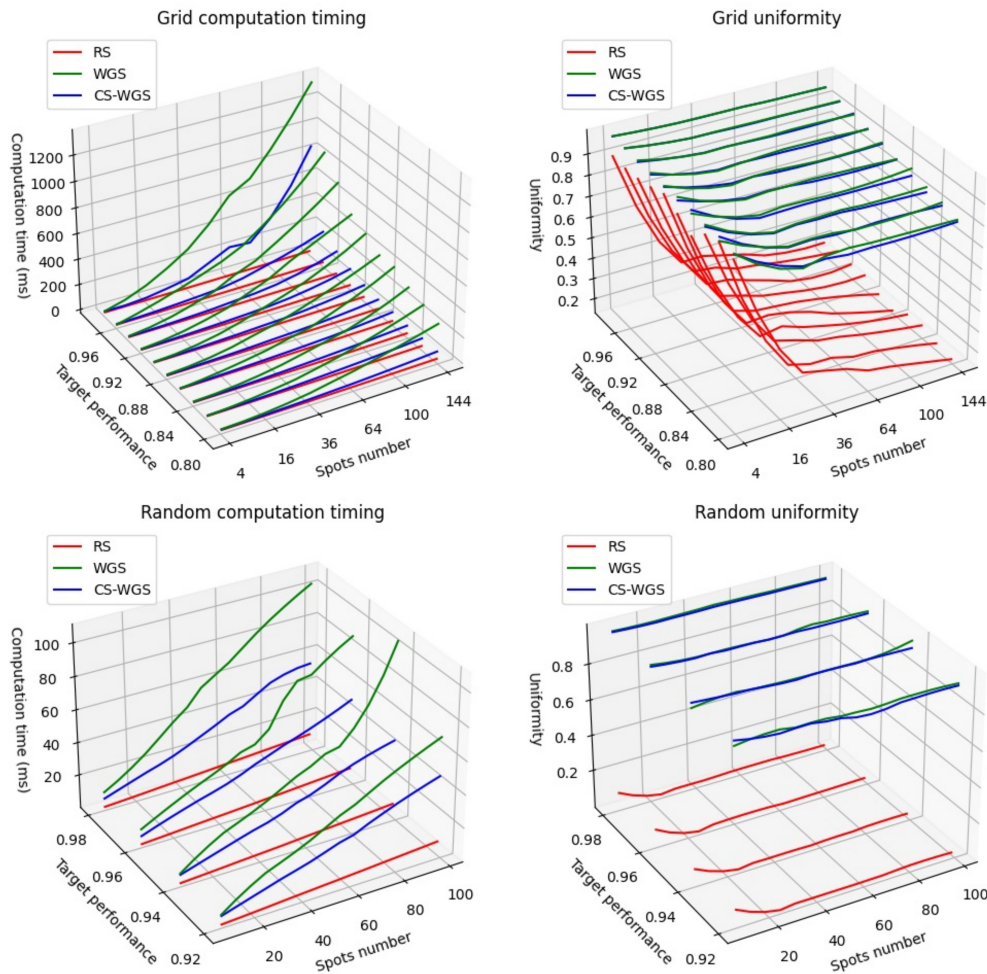 Grid computation timing
RS
WGS
CS-WGS
Computation time (ms)
1200
1000
800
600
400
200
0
0.96
0.92
0.88
0.84
0.80
Target performance
4
16
36
64
100
144
Spots number
Grid uniformity
RS
WGS
CS-WGS
Uniformity
0.9
0.8
0.7
0.6
0.5
0.4
0.3
0.2
0.96
0.92
0.88
0.84
0.80
Target performance
4
16
36
64
100
144
Spots number
Random computation timing
RS
WGS
CS-WGS
Computation time (ms)
100
80
60
40
20
0.98
0.96
0.94
0.92
Target performance
20
40
60
80
100
Spots number
Random uniformity
RS
WGS
CS-WGS
Uniformity
0.8
0.6
0.4
0.2
0.98
0.96
0.94
0.92
Target performance
20
40
60
80
100
Spots number